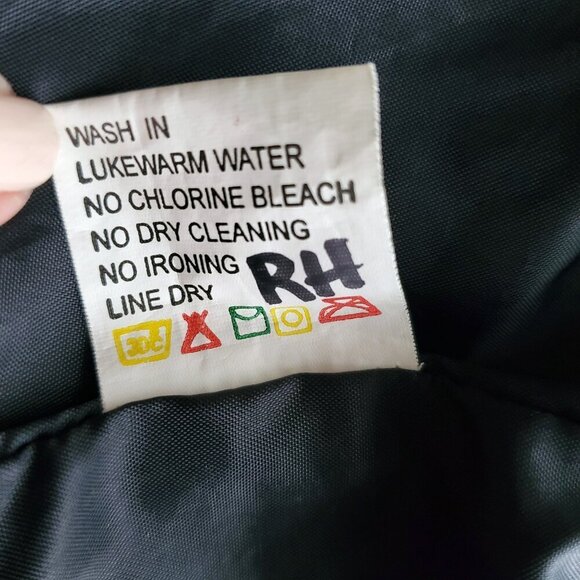 WASH IN
LUKEWARM WATER
NO CHLORINE BLEACH
NO DRY CLEANING
NO IRONING
RH
LINE DRY
30c